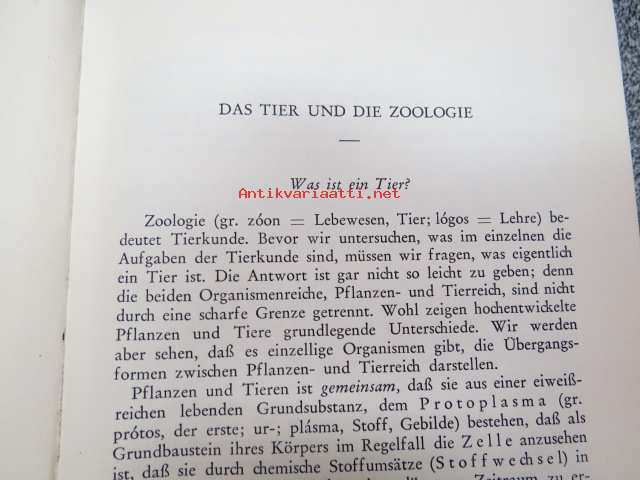 DAS TIER UND DIE ZOOLOGIE
Was ist ein Tier?
Antikvariaatti.net
Zoologie (gr. zóon = Lebewesen, Tier; lógos = Lehre) be-
deutet Tierkunde. Bevor wir untersuchen, was im einzelnen die
Aufgaben der Tierkunde sind, müssen wir fragen, was eigentlich
ein Tier ist. Die Antwort ist gar nicht so leicht zu geben; denn
die beiden Organismenreiche, Pflanzen- und Tierreich, sind nicht
durch eine scharfe Grenze getrennt. Wohl zeigen hochentwickelte
Pflanzen und Tiere grundlegende Unterschiede. Wir werden
aber sehen, daß es einzellige Organismen gibt, die Übergangs-
formen zwischen Pflanzen- und Tierreich darstellen.
Pflanzen und Tieren ist gemeinsam, daß sie aus einer eiweiß-
reichen lebenden Grundsubstanz, dem Protoplasma (gr.
prótos, der erste; ur-; plásma, Stoff, Gebilde) bestehen, daß als
Grundbaustein ihres Körpers im Regelfall die Zelle anzusehen
ist, daß sie durch chemische Stoffumsätze (Stoffwechsel) in
Zeitraum zu er-